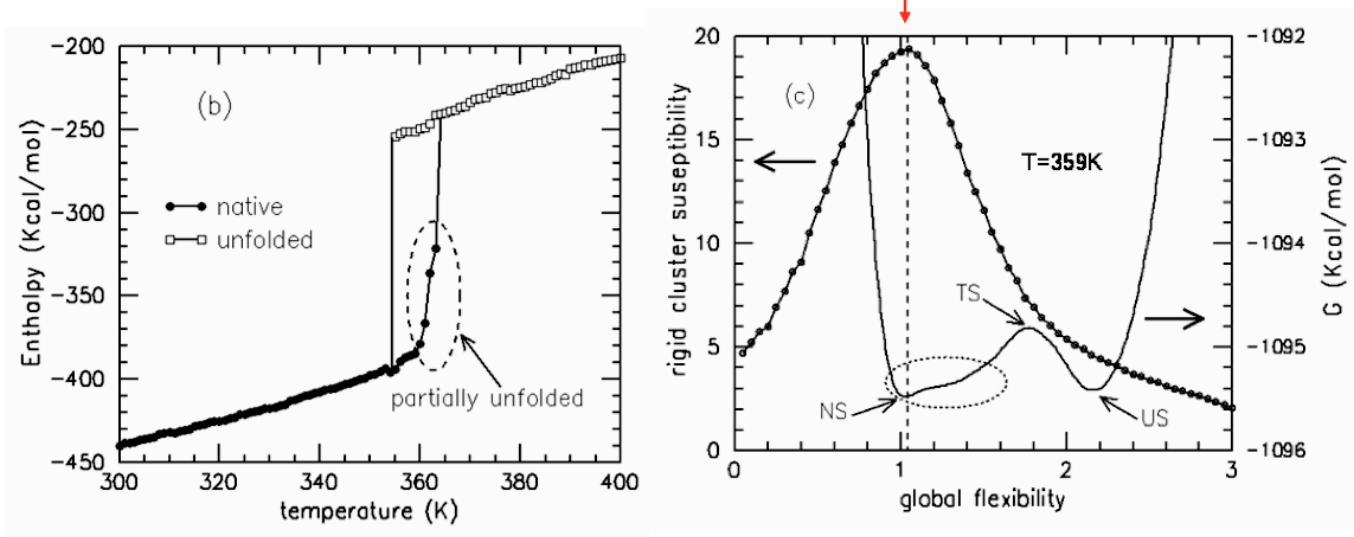 (b)
Enthalpy (Kcal/mol)
-200
-250
-300
-350
-400
-450
native
unfolded
partially unfolded
300
320
340
360
380
400
temperature (K)
(c)
rigid cluster suseptibility
20
15
10
5
0
T=359K
TS
NS
US
0
1
2
3
global flexibility
-1092
-1093
-1094
-1095
-1096
G (Kcal/mol)